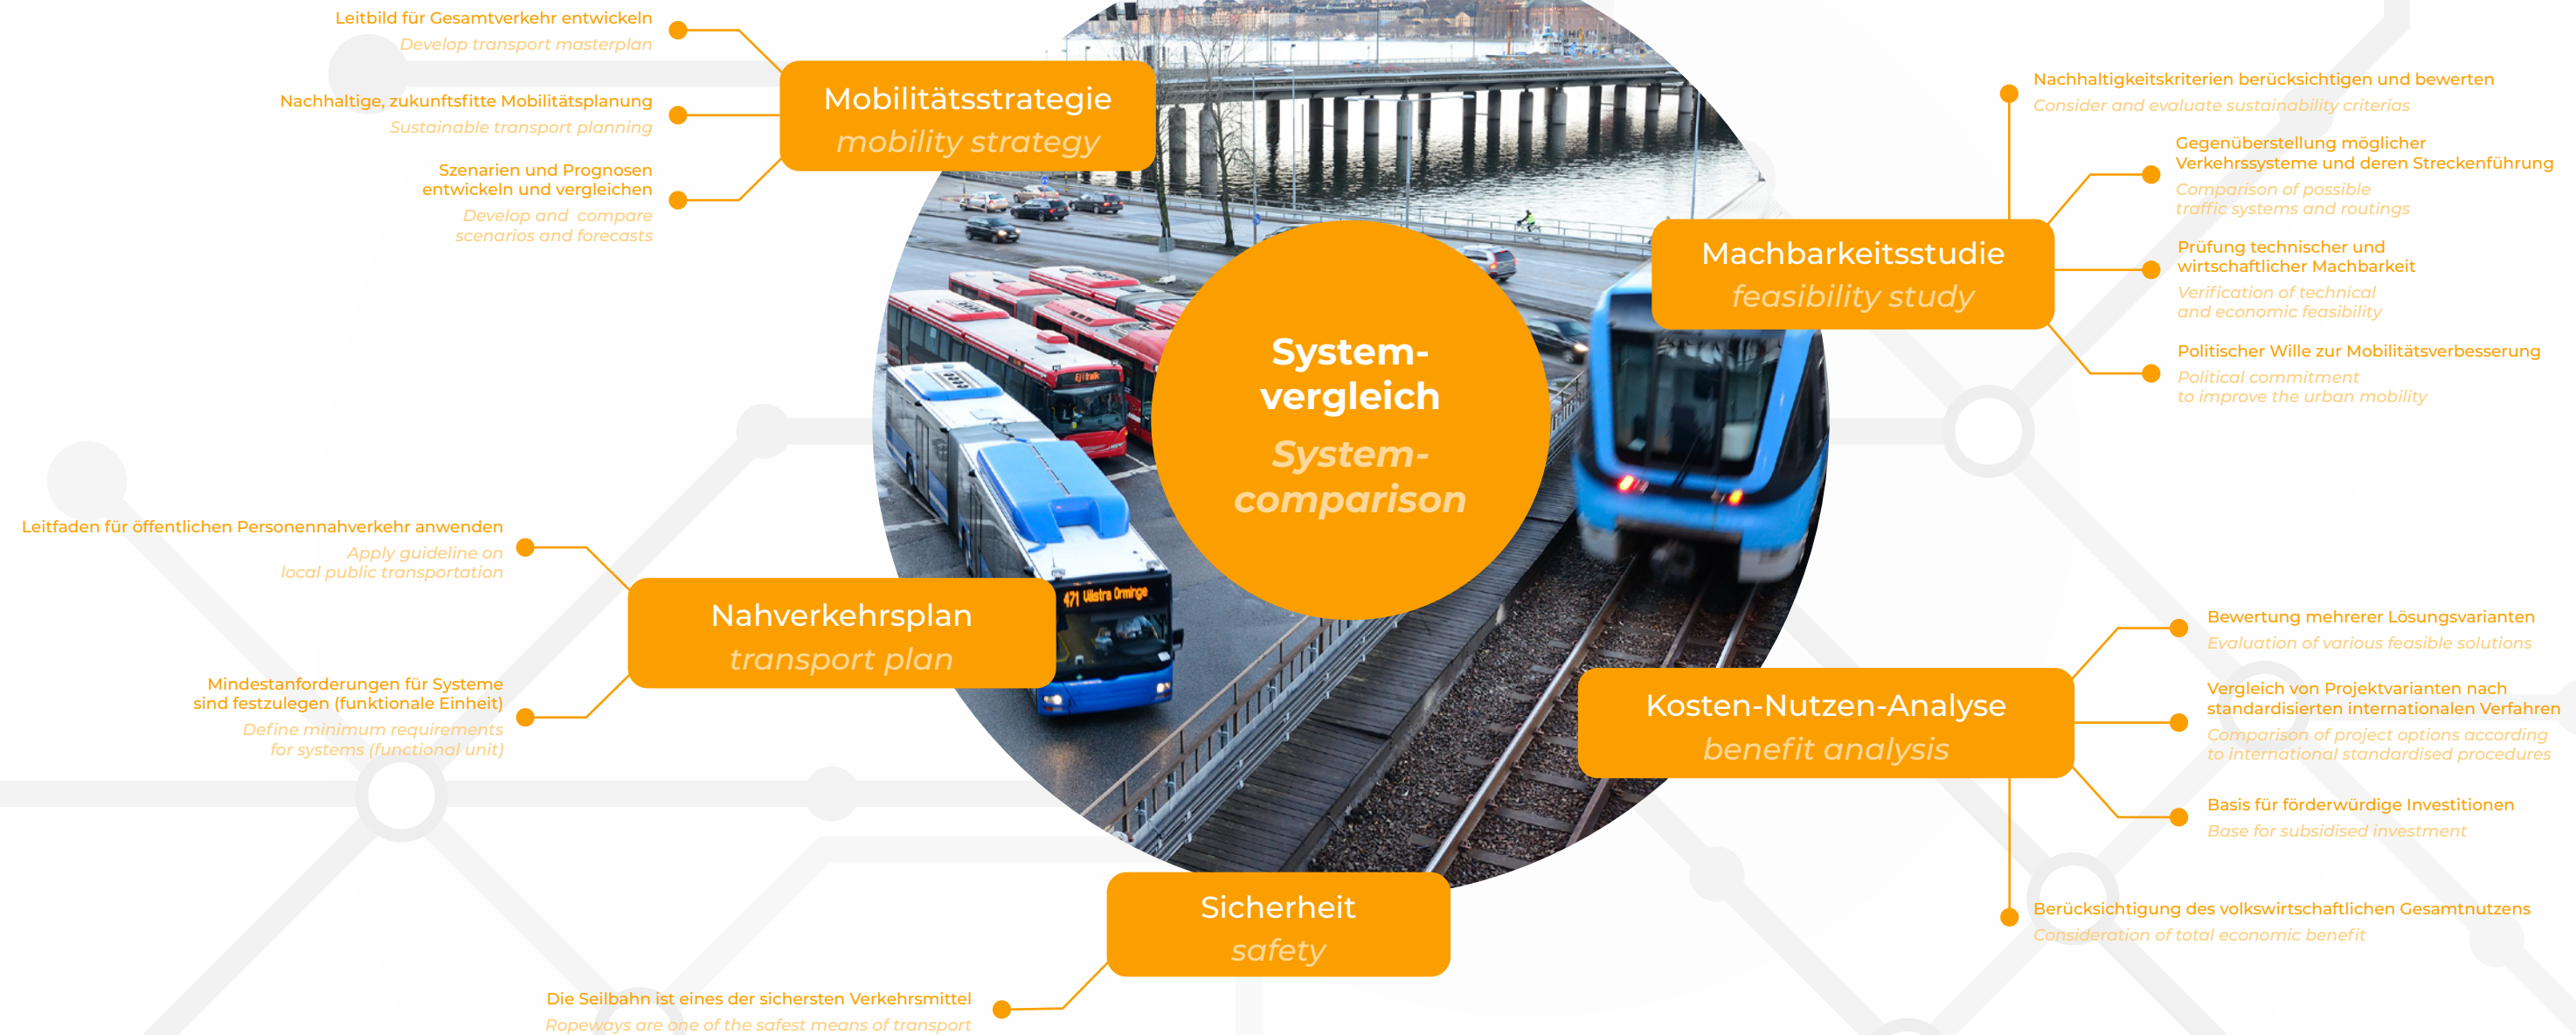 Leitbild für Gesamtverkehr entwickeln
Develop transport masterplan
Nachhaltige, zukunftsfitte Mobilitätsplanung
Sustainable transport planning
Szenarien und Prognosen
entwickeln und vergleichen
Develop and compare
scenarios and forecasts
Mobilitätsstrategie
mobility strategy
Nachhaltigkeitskriterien berücksichtigen und bewerten
Consider and evaluate sustainability criterias
Gegenüberstellung möglicher
Verkehrssysteme und deren Streckenführung
Comparison of possible
traffic systems and routings
Prüfung technischer und
wirtschaftlicher Machbarkeit
Verification of technical
and economic feasibility
Politischer Wille zur Mobilitätsverbesserung
Political commitment
to improve the urban mobility
Machbarkeitsstudie
feasibility study
System-
vergleich
System-
comparison
Ej i trafik
471 Västra Orminge
Leitfaden für öffentlichen Personennahverkehr anwenden
Apply guideline on
local public transportation
Mindestanforderungen für Systeme
sind festzulegen (funktionale Einheit)
Define minimum requirements
for systems (functional unit)
Nahverkehrsplan
transport plan
Kosten-Nutzen-Analyse
benefit analysis
Bewertung mehrerer Lösungsvarianten
Evaluation of various feasible solutions
Vergleich von Projektvarianten nach
standardisierten internationalen Verfahren
Comparison of project options according
to international standardised procedures
Basis für förderwürdige Investitionen
Base for subsidised investment
Berücksichtigung des volkswirtschaftlichen Gesamtnutzens
Consideration of total economic benefit
Sicherheit
safety
Die Seilbahn ist eines der sichersten Verkehrsmittel
Ropeways are one of the safest means of transport